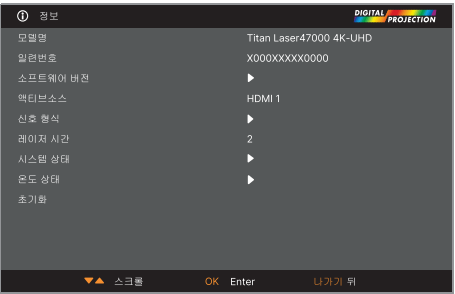 정보
DIGITAL PROJECTION
모델명 Titan Laser47000 4K-UHD
일련번호 X000XXXXX0000
소프트웨어 버전
액티브소스 HDMI 1
신호 형식
레이저 시간 2
시스템 상태
온도 상태
초기화
스크롤 OK Enter 나가기 뒤